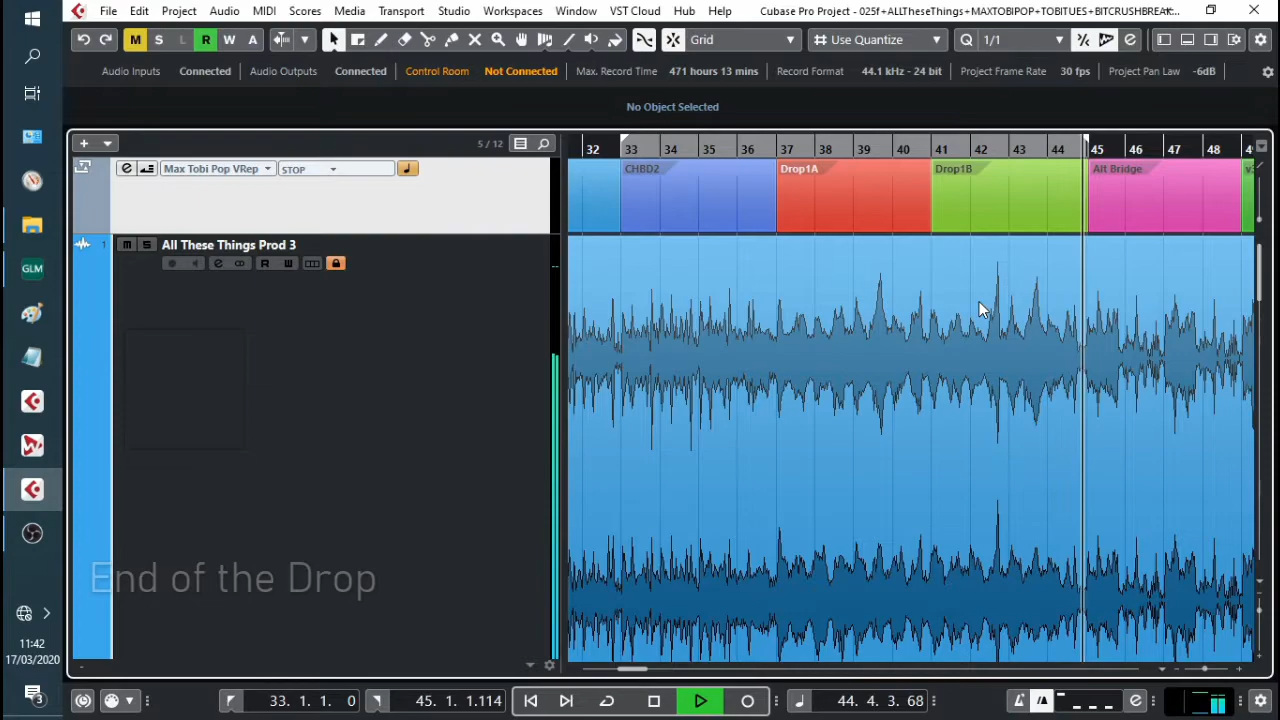 File Edit Project Audio MIDI Scores Media Transport Studio Workspaces Window VST Cloud Hub Help Cubase Pro Project - 025f+ALLTheseThings+MAXTOBIPOP+TOBITUES+BITCRUSHBREAK...
M S L R W A Grid Use Quantize Q 1/1
Audio Inputs Connected Audio Outputs Connected Control Room Not Connected Max. Record Time 471 hours 13 mins Record Format 44.1 kHz - 24 bit Project Frame Rate 30 fps Project Pan Law -6dB
No Object Selected
+ 5 / 12 32 33 34 35 36 37 38 39 40 41 42 43 44 45 46 47 48
Max Tobi Pop VRep STOP CHBD2 Drop1A Drop1B Alt Bridge
1 M S All These Things Prod 3
GLM
End of the Drop
11:42
17/03/2020
3
33. 1. 1. 0 45. 1. 1.114 44. 4. 3. 68